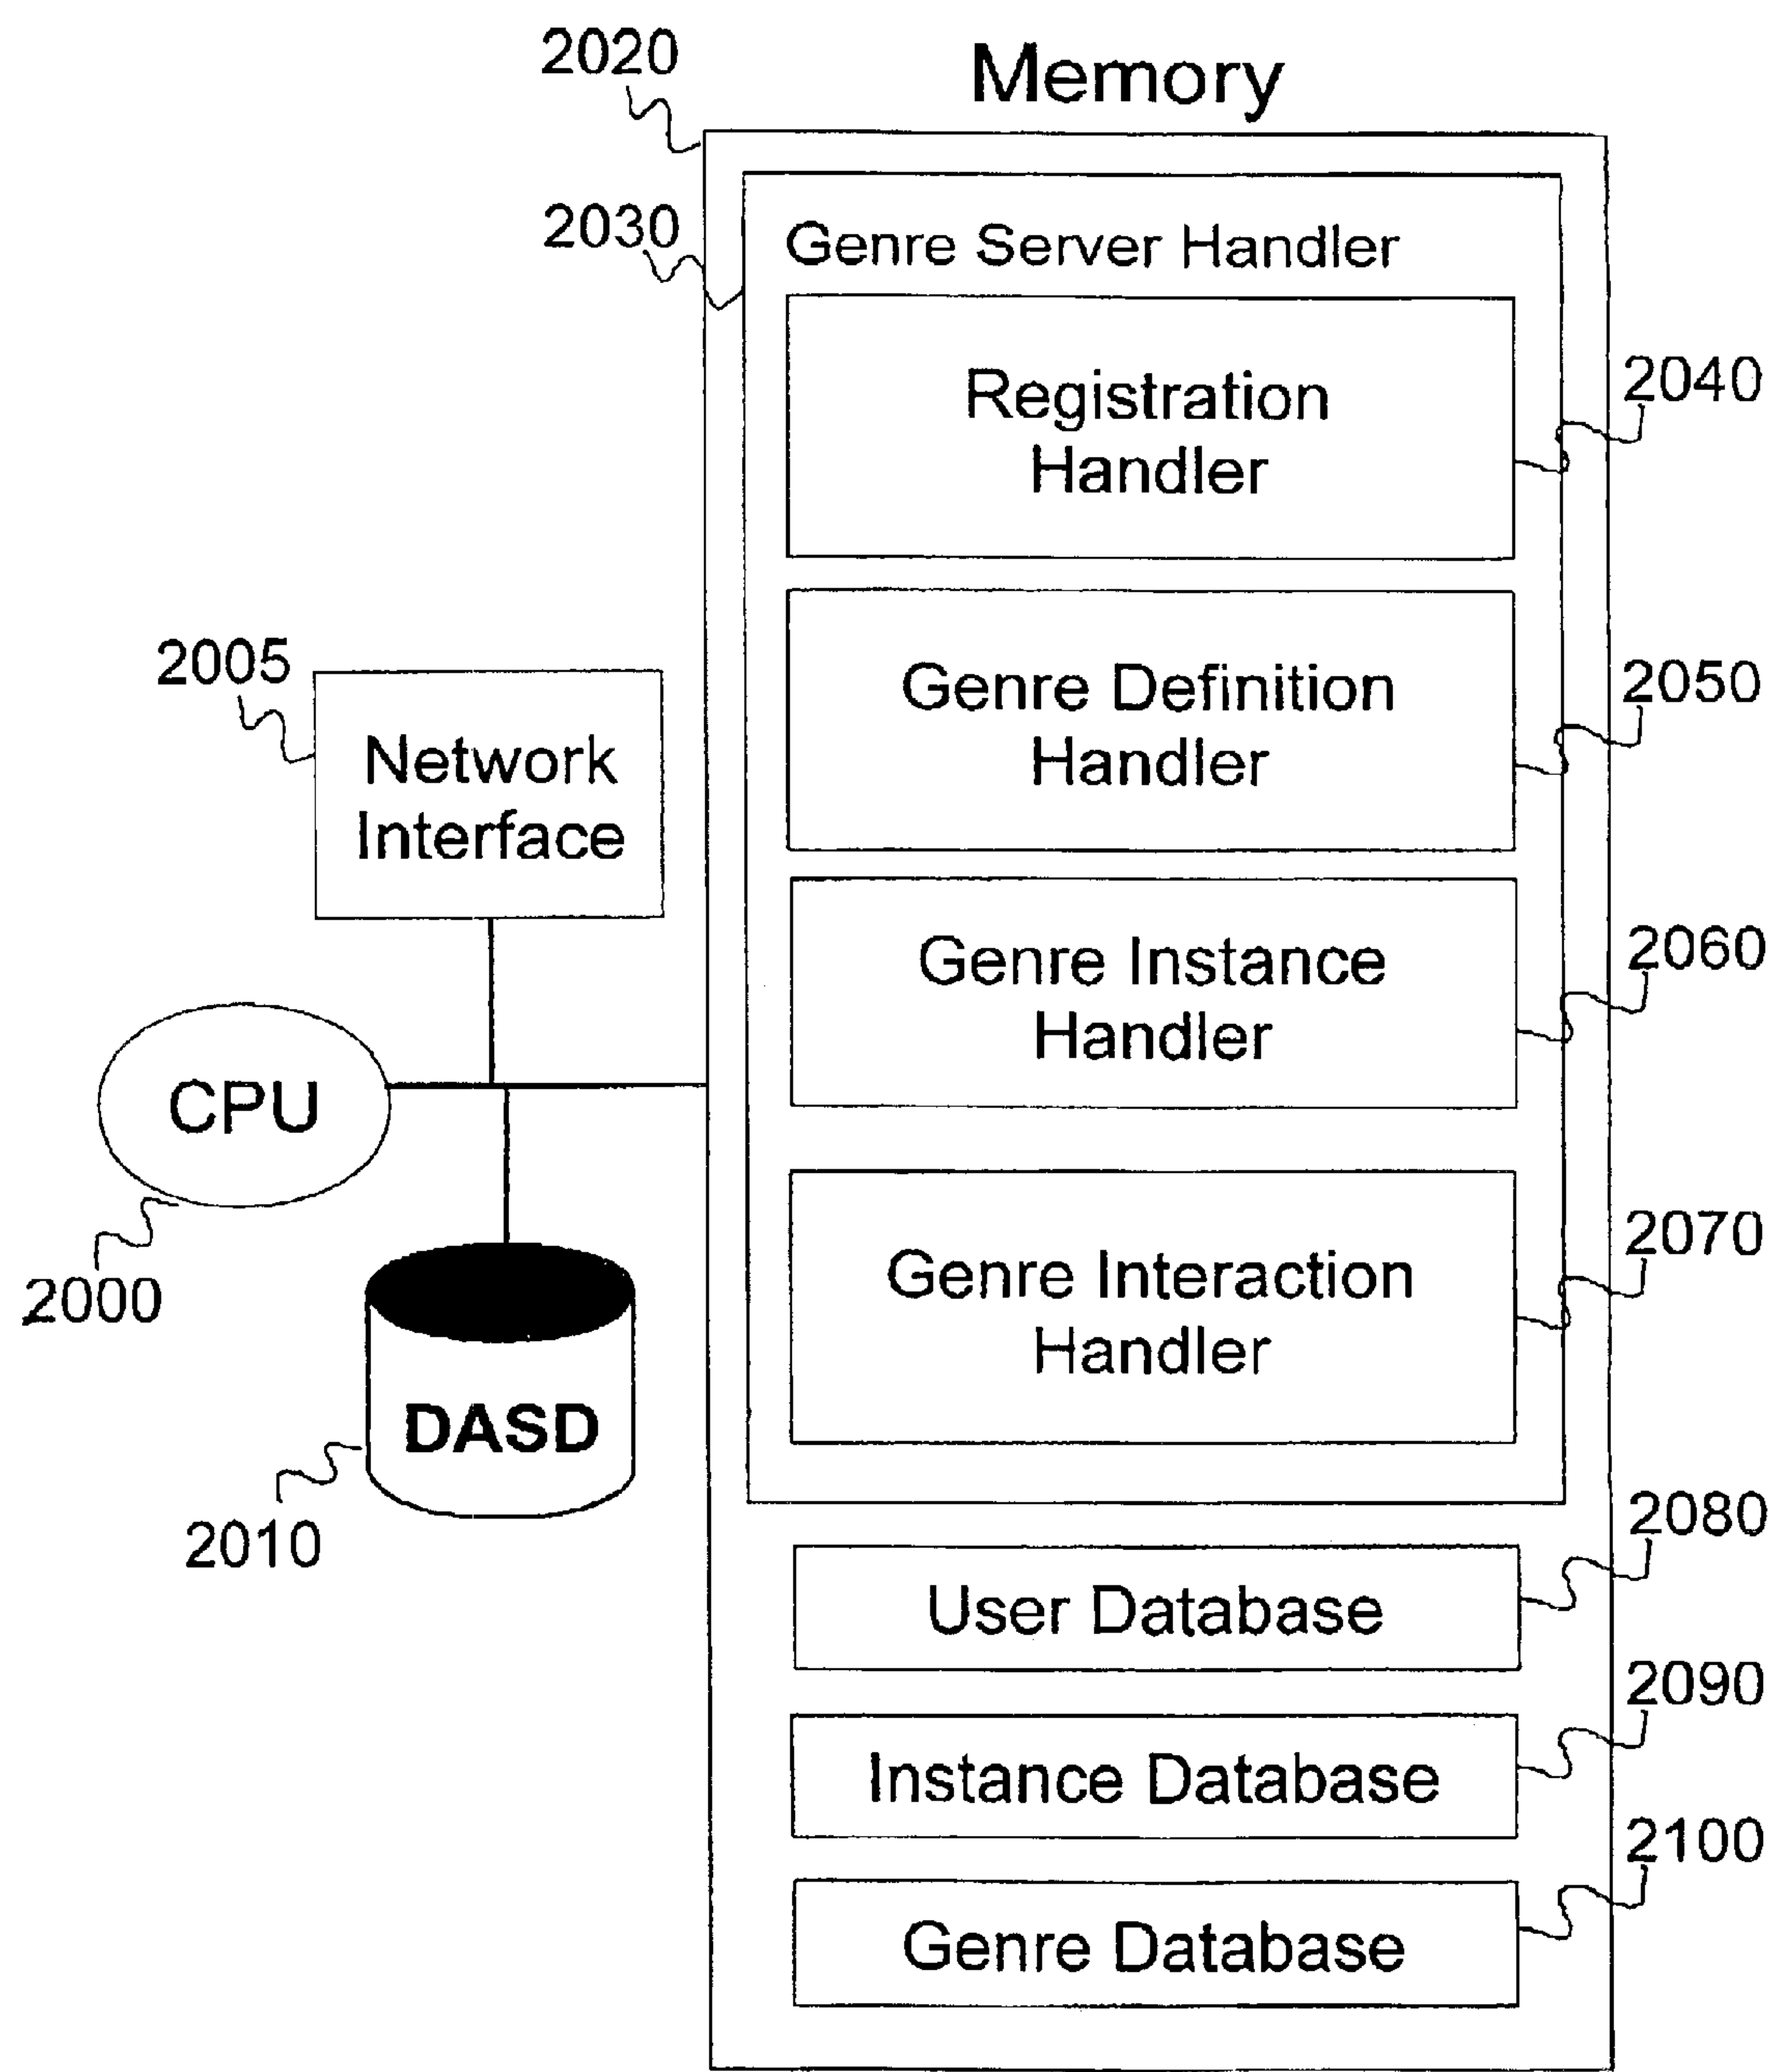 2020
Memory
2030
Genre Server Handler
Registration
Handler
2040
Genre Definition
Handler
2050
2005
Network
Interface
Genre Instance
Handler
2060
CPU
2000
Genre Interaction
Handler
2070
DASD
2010
User Database
2080
Instance Database
2090
Genre Database
2100